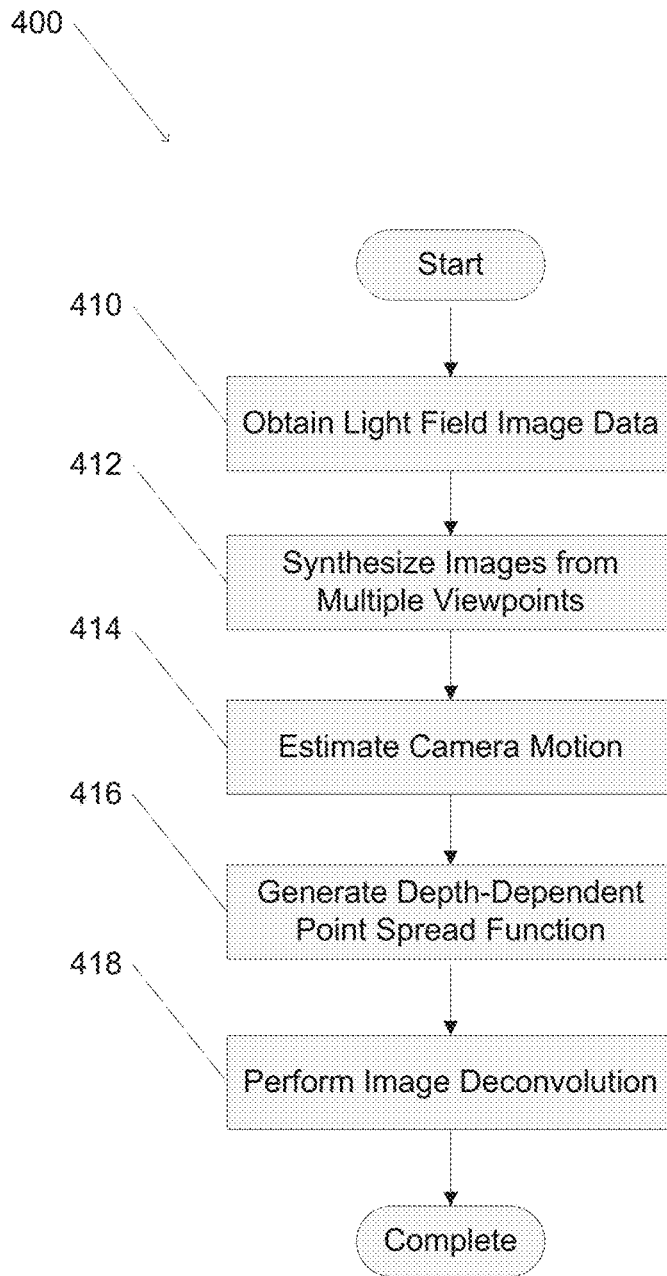 400
Start
410
Obtain Light Field Image Data
412
Synthesize Images from
Multiple Viewpoints
414
Estimate Camera Motion
416
Generate Depth-Dependent
Point Spread Function
418
Perform Image Deconvolution
Complete